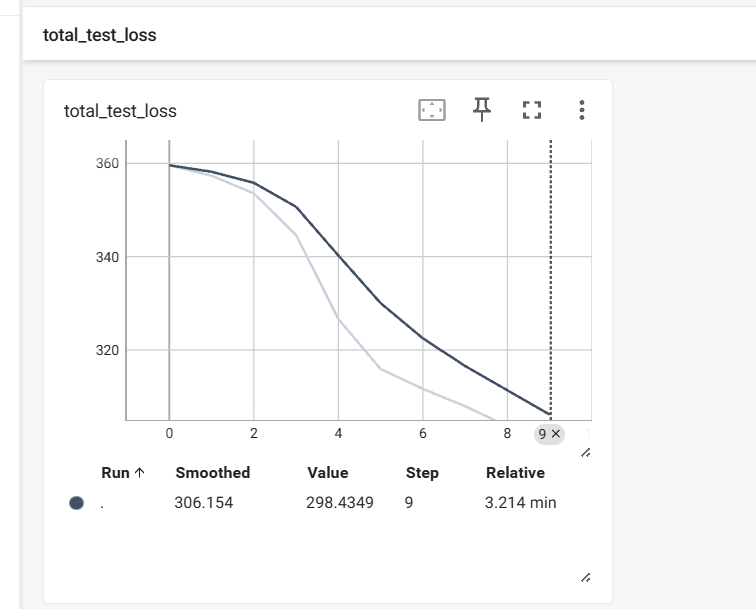 total_test_loss
total_test_loss
360
340
320
0 2 4 6 8 9 ×
Run ↑ Smoothed Value Step Relative
. 306.154 298.4349 9 3.214 min